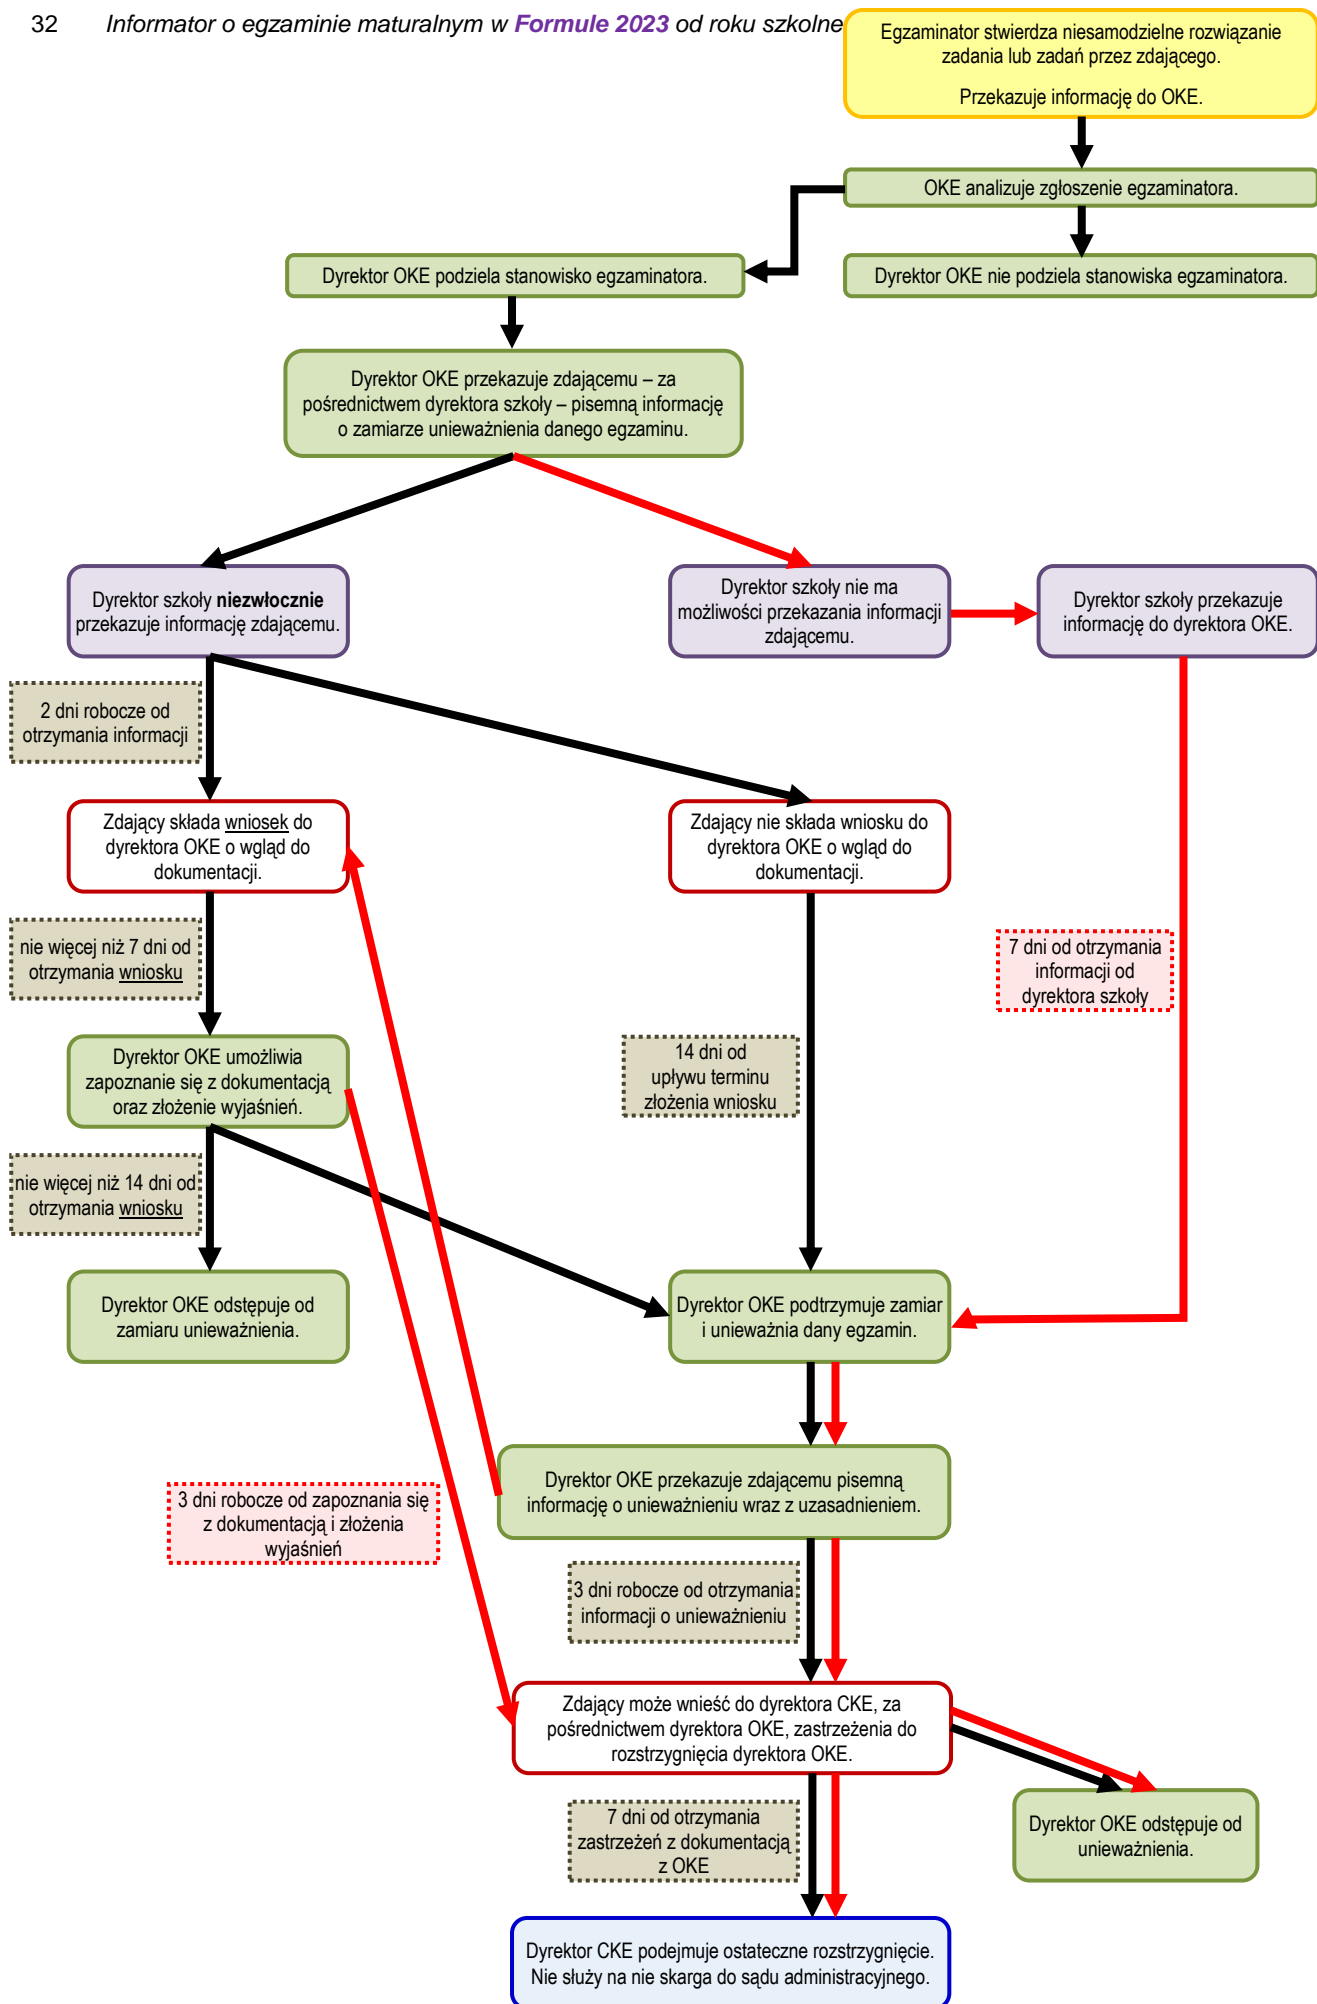 32 Informator o egzaminie maturalnym w Formule 2023 od roku szkolne
Egzaminator stwierdza niesamodzielne rozwiązanie
zadania lub zadań przez zdającego.
Przekazuje informację do OKE.
OKE analizuje zgłoszenie egzaminatora.
Dyrektor OKE podziela stanowisko egzaminatora.
Dyrektor OKE nie podziela stanowiska egzaminatora.
Dyrektor OKE przekazuje zdającemu – za
pośrednictwem dyrektora szkoły – pisemną informację
o zamiarze unieważnienia danego egzaminu.
Dyrektor szkoły niezwłocznie
przekazuje informację zdającemu.
Dyrektor szkoły nie ma
możliwości przekazania informacji
zdającemu.
Dyrektor szkoły przekazuje
informację do dyrektora OKE.
2 dni robocze od
otrzymania informacji
Zdający składa wniosek do
dyrektora OKE o wgląd do
dokumentacji.
Zdający nie składa wniosku do
dyrektora OKE o wgląd do
dokumentacji.
nie więcej niż 7 dni od
otrzymania wniosku
7 dni od otrzymania
informacji od
dyrektora szkoły
Dyrektor OKE umożliwia
zapoznanie się z dokumentacją
oraz złożenie wyjaśnień.
14 dni od
upływu terminu
złożenia wniosku
nie więcej niż 14 dni od
otrzymania wniosku
Dyrektor OKE odstępuje od
zamiaru unieważnienia.
Dyrektor OKE podtrzymuje zamiar
i unieważnia dany egzamin.
Dyrektor OKE przekazuje zdającemu pisemną
informację o unieważnieniu wraz z uzasadnieniem.
3 dni robocze od zapoznania się
z dokumentacją i złożenia
wyjaśnień
3 dni robocze od otrzymania
informacji o unieważnieniu
Zdający może wnieść do dyrektora CKE, za
pośrednictwem dyrektora OKE, zastrzeżenia do
rozstrzygnięcia dyrektora OKE.
7 dni od otrzymania
zastrzeżeń z dokumentacją
z OKE
Dyrektor OKE odstępuje od
unieważnienia.
Dyrektor CKE podejmuje ostateczne rozstrzygnięcie.
Nie służy na nie skarga do sądu administracyjnego.